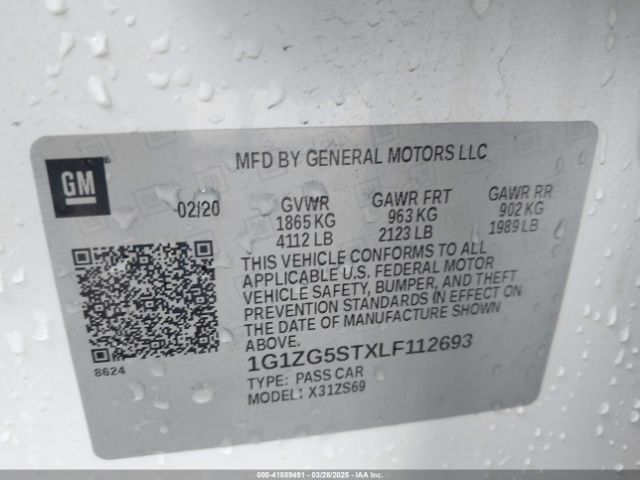 MFD BY GENERAL MOTORS LLC
GM
02/20
GVWR
1865 KG
4112 LB
GAWR FRT
963 KG
2123 LB
GAWR RR
902 KG
1989 LB
THIS VEHICLE CONFORMS TO ALL
APPLICABLE U.S. FEDERAL MOTOR
VEHICLE SAFETY, BUMPER, AND THEFT
PREVENTION STANDARDS IN EFFECT ON
THE DATE OF MANUFACTURE SHOWN
ABOVE.
8624
1G1ZG5STXLF112693
TYPE: PASS CAR
MODEL: X31ZS69
000-41889491 - 03/28/2025 - IAA Inc.